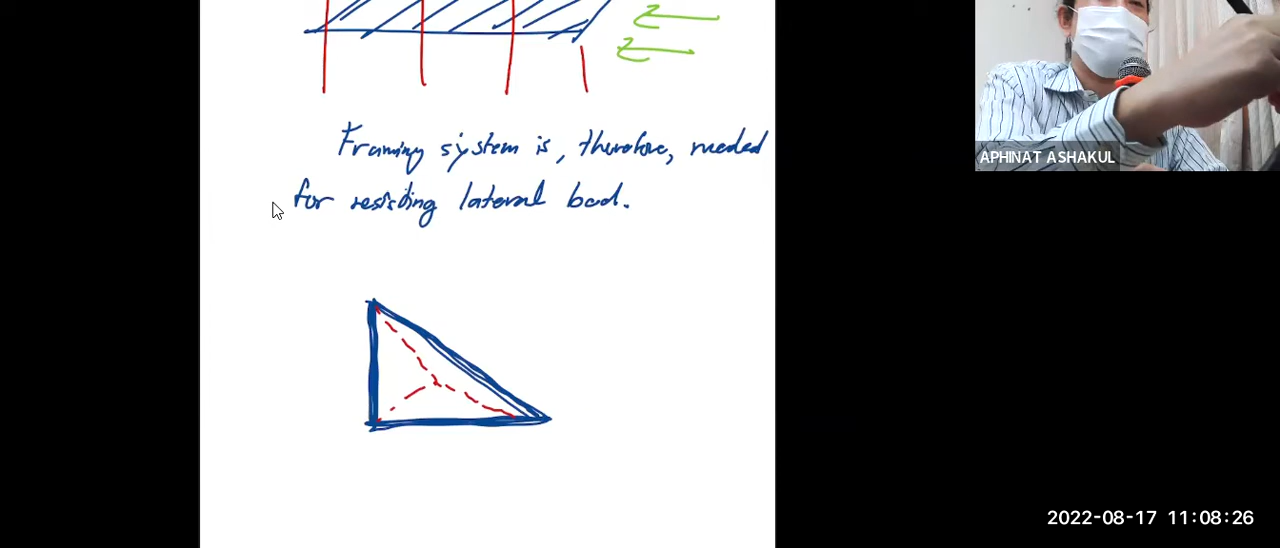 Framing system is, therefore, needed
for resisting lateral load.
APHINAT ASHAKUL
2022-08-17 11:08:26